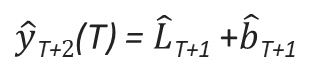 ŷ_{T+2}(T) = L̂_{T+1} + b̂_{T+1}